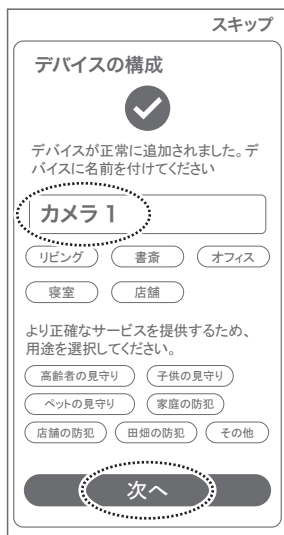 スキップ
デバイスの構成
デバイスが正常に追加されました。デ
バイスに名前を付けてください
カメラ 1
リビング 書斎 オフィス
寝室 店舗
より正確なサービスを提供するため、
用途を選択してください。
高齢者の見守り 子供の見守り
ペットの見守り 家庭の防犯
店舗の防犯 田畑の防犯 その他
次へ